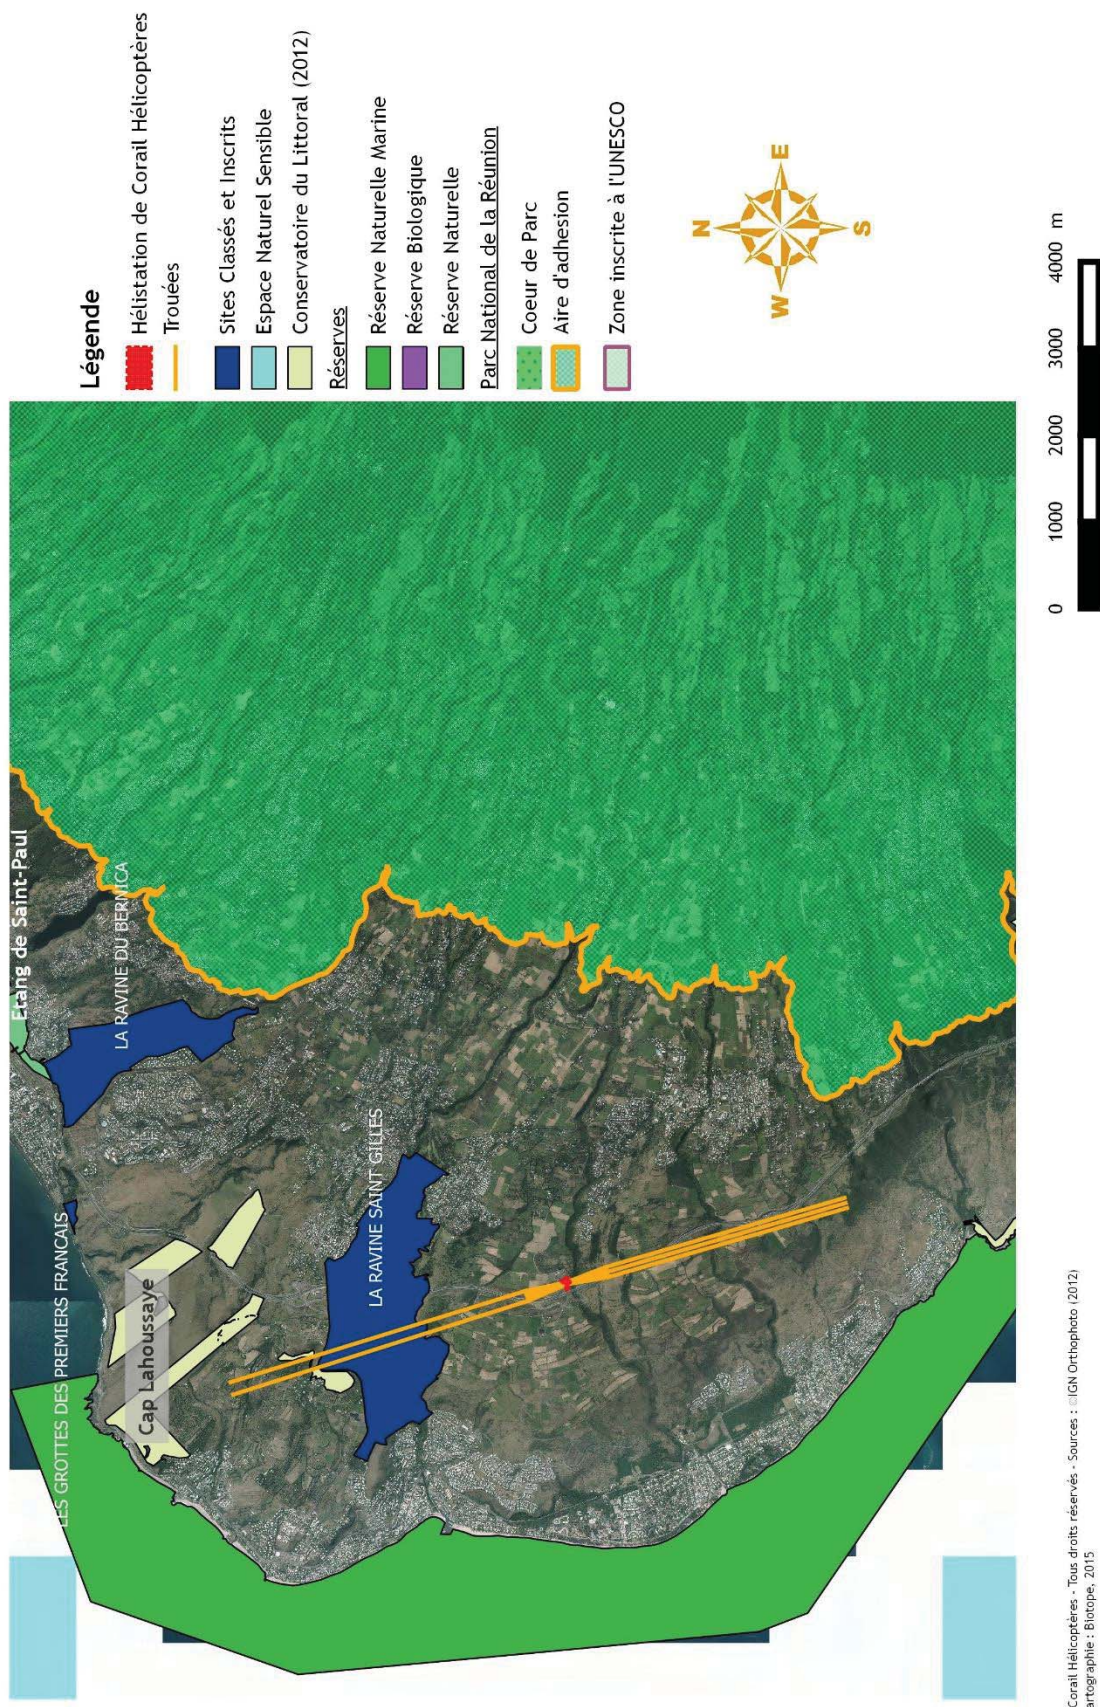 Légende
Hélistation de Corail Hélicoptères
Trouées
Sites Classés et Inscrits
Espace Naturel Sensible
Conservatoire du Littoral (2012)
Réserves
Réserve Naturelle Marine
Réserve Biologique
Réserve Naturelle
Parc National de la Réunion
Coeur de Parc
Aire d'adhesion
Zone inscrite à l'UNESCO
N
E
S
W
0 1000 2000 3000 4000 m
Etang de Saint-Paul
LA RAVINE DU BERNICA
LES GROTTES DES PREMIERS FRANCAIS
Cap Lahoussaye
LA RAVINE SAINT GILLES
Corail Hélicoptères - Tous droits réservés - Sources : ©IGN Orthophoto (2012)
artographie : Biotope, 2015